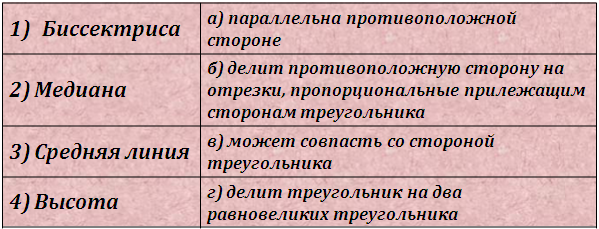 1) Биссектриса
а) параллельна противоположной
стороне
2) Медиана
б) делит противоположную сторону на
отрезки, пропорциональные прилежащим
сторонам треугольника
3) Средняя линия
в) может совпасть со стороной
треугольника
4) Высота
г) делит треугольник на два
равновеликих треугольника